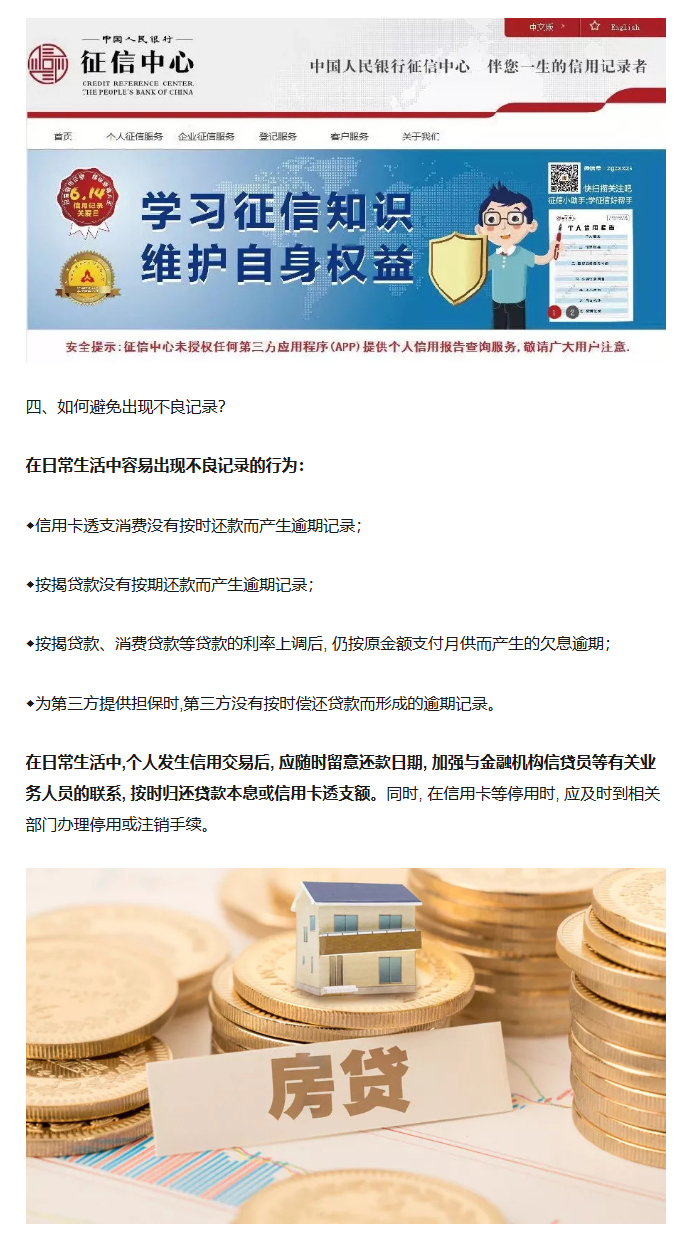 中文版
English
中国人民银行
征信中心
CREDIT REFERENCE CENTER
THE PEOPLE'S BANK OF CHINA
中国人民银行征信中心 伴您一生的信用记录者
首页 个人征信服务 企业征信服务 登记服务 客户服务 关于我们
6.14
信用记录
关爱日
学习征信知识
维护自身权益
快扫描关注吧
征信小助手:学征信好帮手
个人信用报告
1 2
安全提示:征信中心未授权任何第三方应用程序(APP)提供个人信用报告查询服务,敬请广大用户注意.
四、如何避免出现不良记录?
在日常生活中容易出现不良记录的行为：
◆信用卡透支消费没有按时还款而产生逾期记录；
◆按揭贷款没有按期还款而产生逾期记录；
◆按揭贷款、消费贷款等贷款的利率上调后, 仍按原金额支付月供而产生的欠息逾期；
◆为第三方提供担保时,第三方没有按时偿还贷款而形成的逾期记录。
在日常生活中,个人发生信用交易后, 应随时留意还款日期, 加强与金融机构信贷员等有关业
务人员的联系, 按时归还贷款本息或信用卡透支额。同时, 在信用卡等停用时, 应及时到相关
部门办理停用或注销手续。
房贷